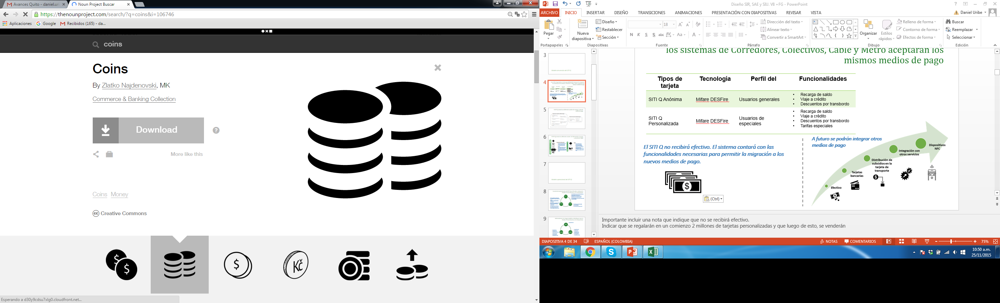 Avances Quito - daniel.ur
Noun Project Buscar
https://thenounproject.com/search/?q=coins&i=106746
Aplicaciones
Google
Recibidos (165) - da...
coins
Coins
By Zlatko Najdenovski, MK
Commerce & Banking Collection
Download
?
More like this
Coins Money
cc Creative Commons
$
$
$
Kč
Esperando a d30y9cdsu7xlg0.cloudfront.net...
Diseño SIR, SAE y SIU. V8 +FG - PowerPoint
ARCHIVO
INICIO
INSERTAR
DISEÑO
TRANSICIONES
ANIMACIONES
PRESENTACIÓN CON DIAPOSITIVAS
REVISAR
VISTA
Daniel Uribe
Pegar
Nueva
diapositiva
Diseño
Restablecer
Sección
18
N K S S abc AV Aa A
Dirección del texto
Alinear texto
Convertir a SmartArt
Organizar
Estilos
rápidos
Relleno de forma
Contorno de forma
Efectos de forma
Buscar
Reemplazar
Seleccionar
Portapapeles
Diapositivas
Fuente
Párrafo
Dibujo
Edición
3
4
5
6
7
8
9
los sistemas de Corredores, Colectivos, Cable y Metro aceptarán los
mismos medios de pago
Tipos de
tarjeta
Tecnología
Perfil del
Funcionalidades
SITI Q Anónima
Mifare DESFire
Usuarios generales
• Recarga de saldo
• Viaje a crédito
• Descuentos por transbordo
SITI Q
Personalizada
Mifare DESFire
Usuarios de
especiales
• Recarga de saldo
• Viaje a crédito
• Descuentos por transbordo
• Tarifas especiales
El SITI Q no recibirá efectivo. El sistema contará con las
funcionalidades necesarias para permitir la migración a los
nuevos medios de pago.
$
(Ctrl)
A futuro se podrán integrar otros
medios de pago
Efectivo
Tarjetas
bancarias
Distribución de
subsidios en la
tarjeta de
transporte
Integración con
otros servicios
Dispositivos
NFC
Importante incluir una nota que indique que no se recibirá efectivo.
Indicar que se regalarán en un comienzo 2 millones de tarjetas personalizadas y que luego de esto, se venderán
DIAPOSITIVA 4 DE 34
ESPAÑOL (COLOMBIA)
NOTAS
COMENTARIOS
75%
10:50 a.m.
25/11/2015